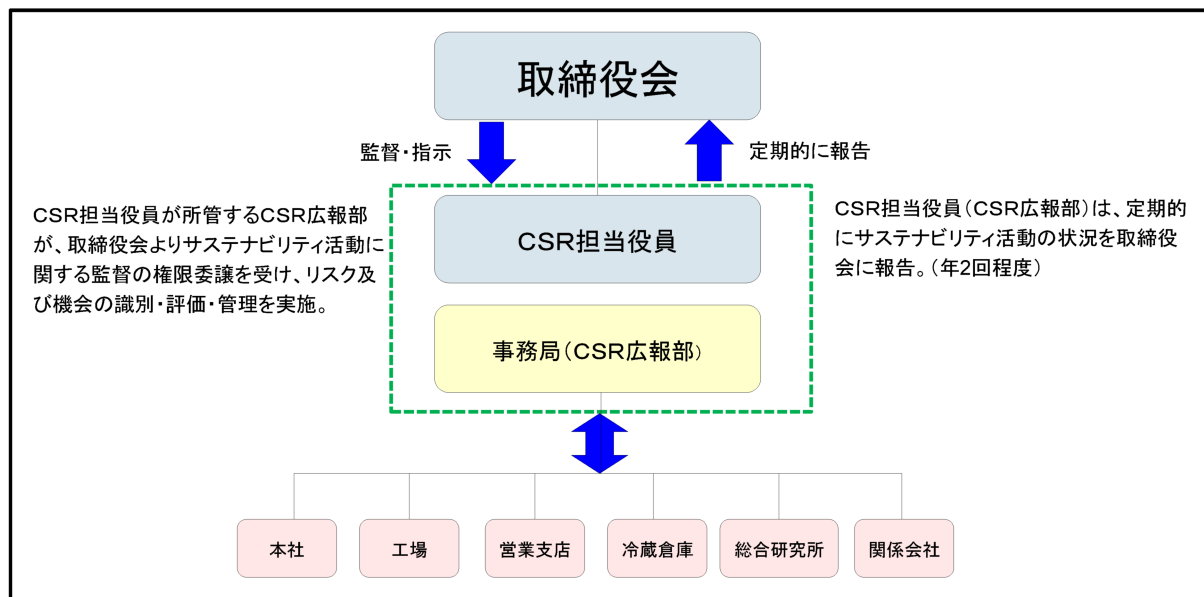 取締役会
監督・指示
定期的に報告
CSR担当役員が所管するCSR広報部
が、取締役会よりサステナビリティ活動に
関する監督の権限委譲を受け、リスク及
び機会の識別・評価・管理を実施。
CSR担当役員
CSR担当役員（CSR広報部）は、定期的
にサステナビリティ活動の状況を取締役
会に報告。（年2回程度）
事務局（CSR広報部）
本社
工場
営業支店
冷蔵倉庫
総合研究所
関係会社